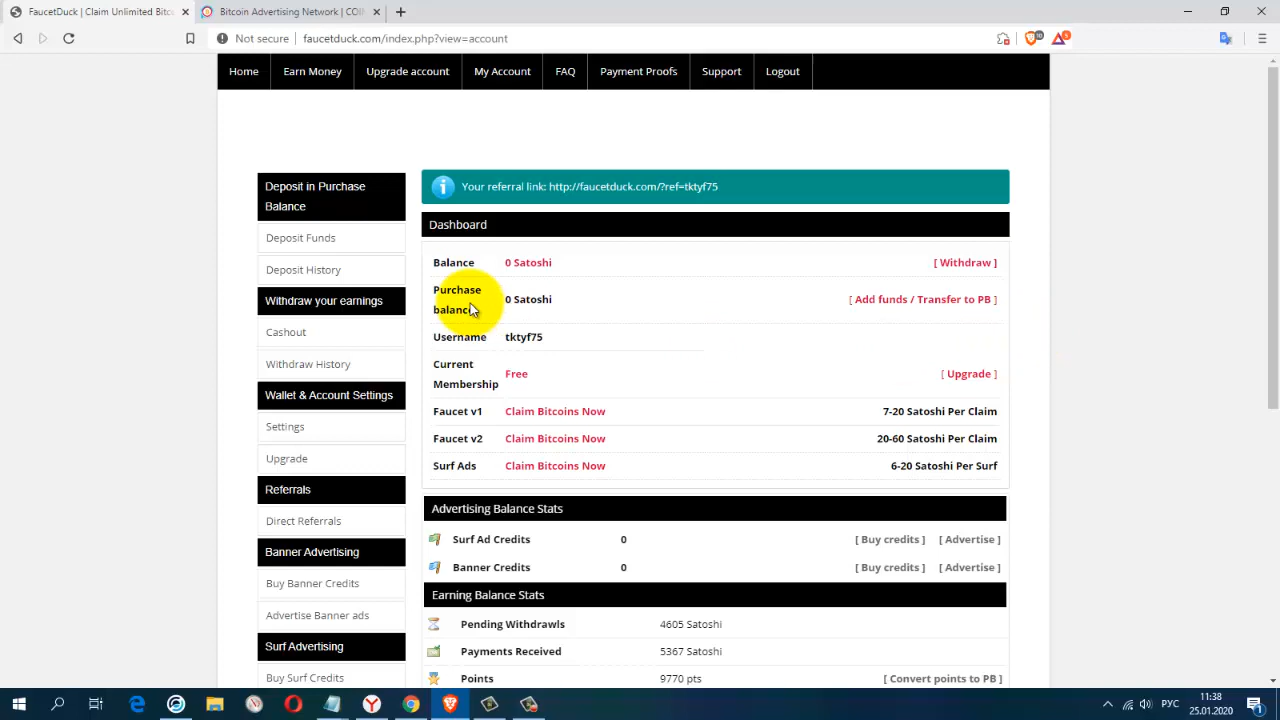 FaucetDuck | Claim Unlimited Bitc
Bitcoin Advertising Network | COI
Not secure
faucetduck.com/index.php?view=account
Home
Earn Money
Upgrade account
My Account
FAQ
Payment Proofs
Support
Logout
Deposit in Purchase
Balance
Deposit Funds
Deposit History
Withdraw your earnings
Cashout
Withdraw History
Wallet & Account Settings
Settings
Upgrade
Referrals
Direct Referrals
Banner Advertising
Buy Banner Credits
Advertise Banner ads
Surf Advertising
Buy Surf Credits
Your referral link: http://faucetduck.com/?ref=tktyf75
Dashboard
Balance 0 Satoshi [ Withdraw ]
Purchase
balance 0 Satoshi [ Add funds / Transfer to PB ]
Username tktyf75
Current
Membership Free [ Upgrade ]
Faucet v1 Claim Bitcoins Now 7-20 Satoshi Per Claim
Faucet v2 Claim Bitcoins Now 20-60 Satoshi Per Claim
Surf Ads Claim Bitcoins Now 6-20 Satoshi Per Surf
Advertising Balance Stats
Surf Ad Credits 0 [ Buy credits ] [ Advertise ]
Banner Credits 0 [ Buy credits ] [ Advertise ]
Earning Balance Stats
Pending Withdrawls 4605 Satoshi
Payments Received 5367 Satoshi
Points 9770 pts [ Convert points to PB ]
РУС
11:38
25.01.2020